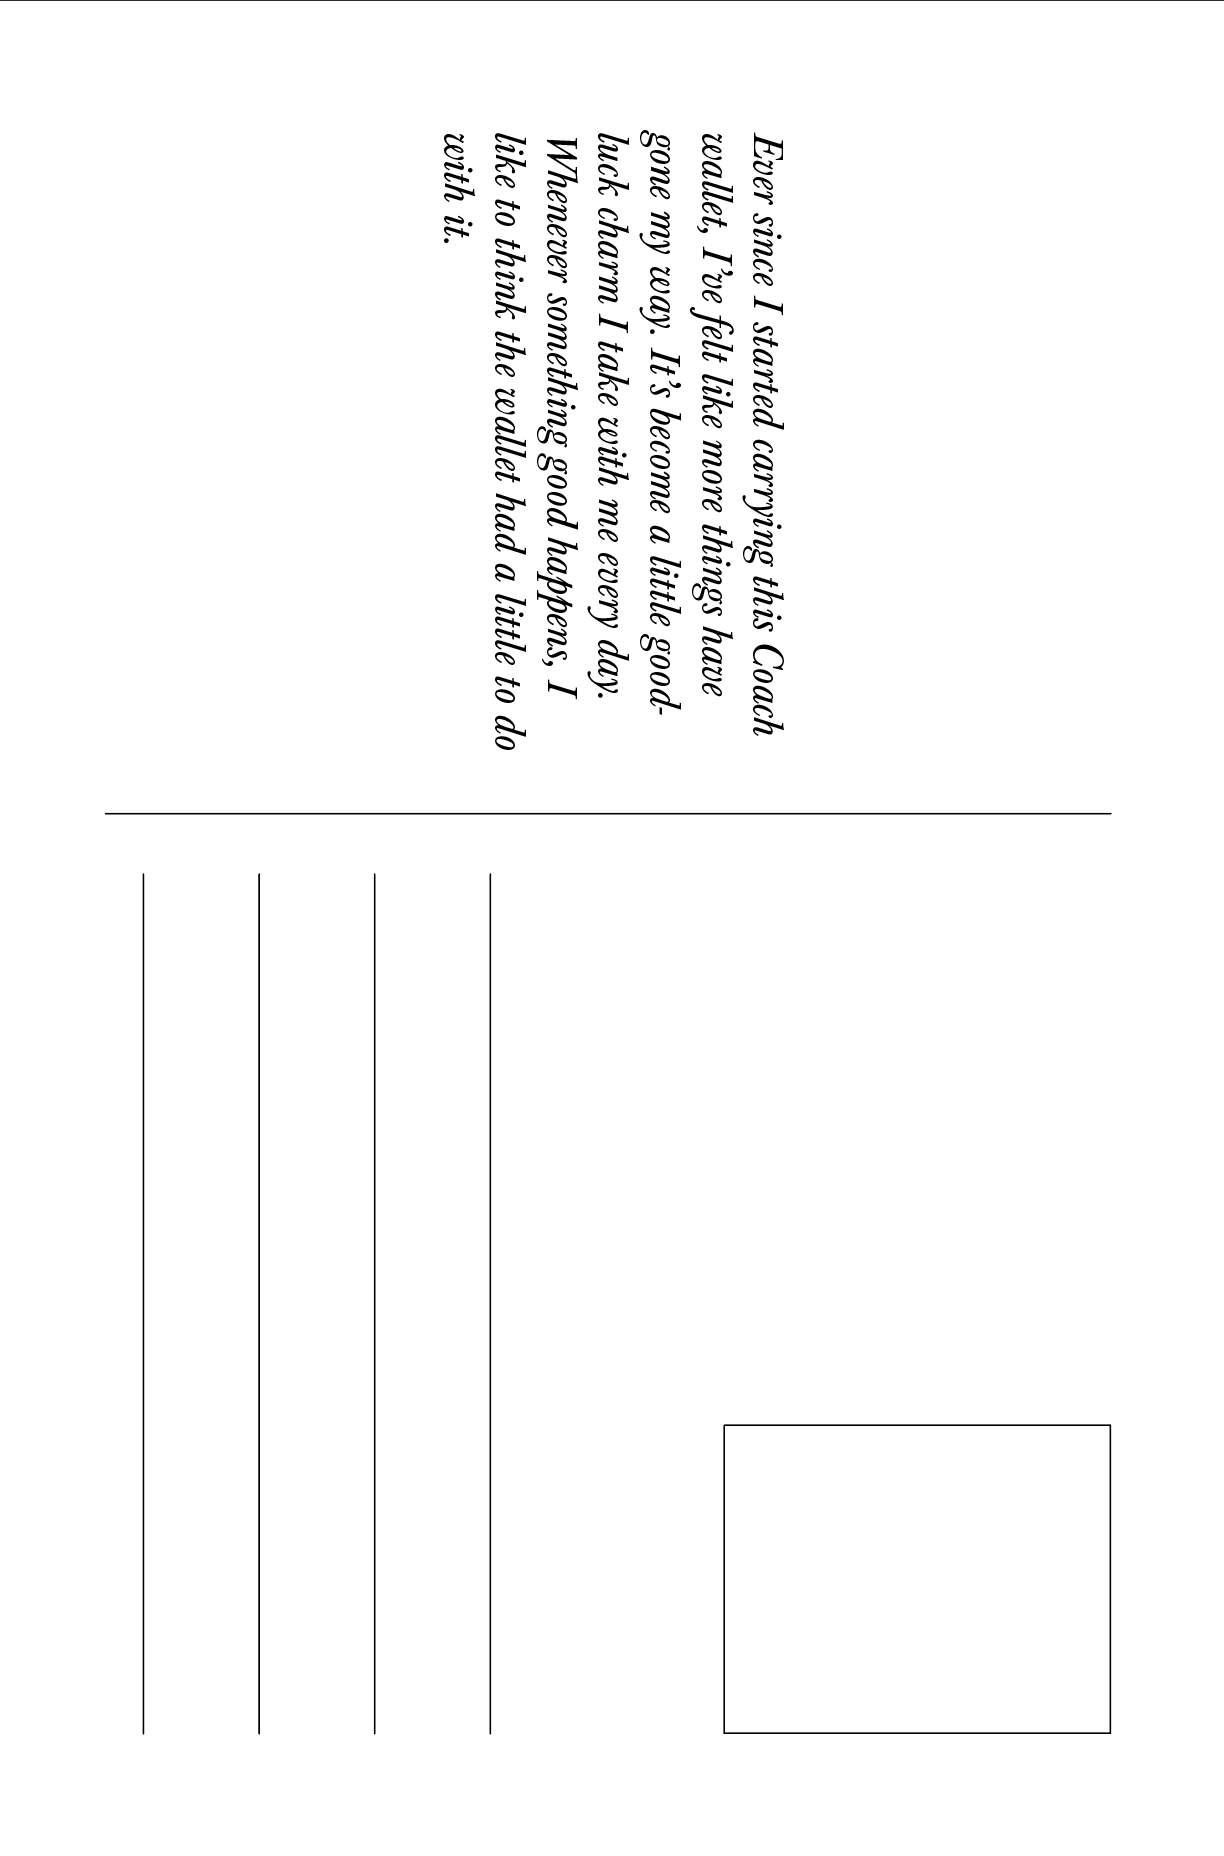 Ever since I started carrying this Coach
wallet, I’ve felt like more things have
gone my way. It’s become a little good-
luck charm I take with me every day.
Whenever something good happens, I
like to think the wallet had a little to do
with it.